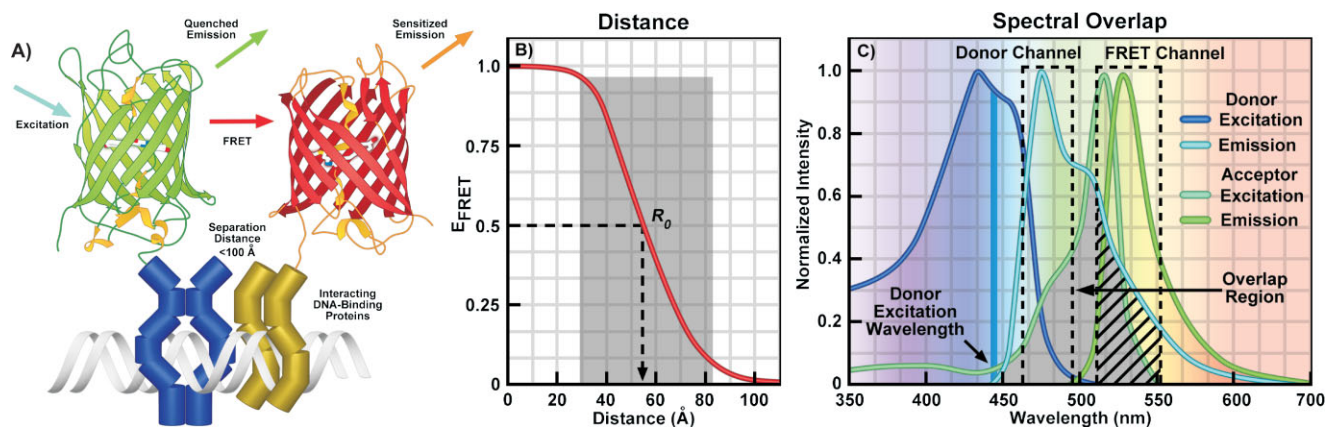 A)
Quenched
Emission
Sensitized
Emission
Excitation
FRET
Separation
Distance
<100 Å
Interacting
DNA-Binding
Proteins
Distance
B)
1.0
0.75
0.5
0.25
0
EFRET
R0
0 20 40 60 80 100
Distance (Å)
Spectral Overlap
C)
Donor Channel
FRET Channel
1.0
0.8
0.6
0.4
0.2
0
Normalized Intensity
Donor
Excitation
Emission
Acceptor
Excitation
Emission
Overlap
Region
Donor
Excitation
Wavelength
350 400 450 500 550 600 700
Wavelength (nm)